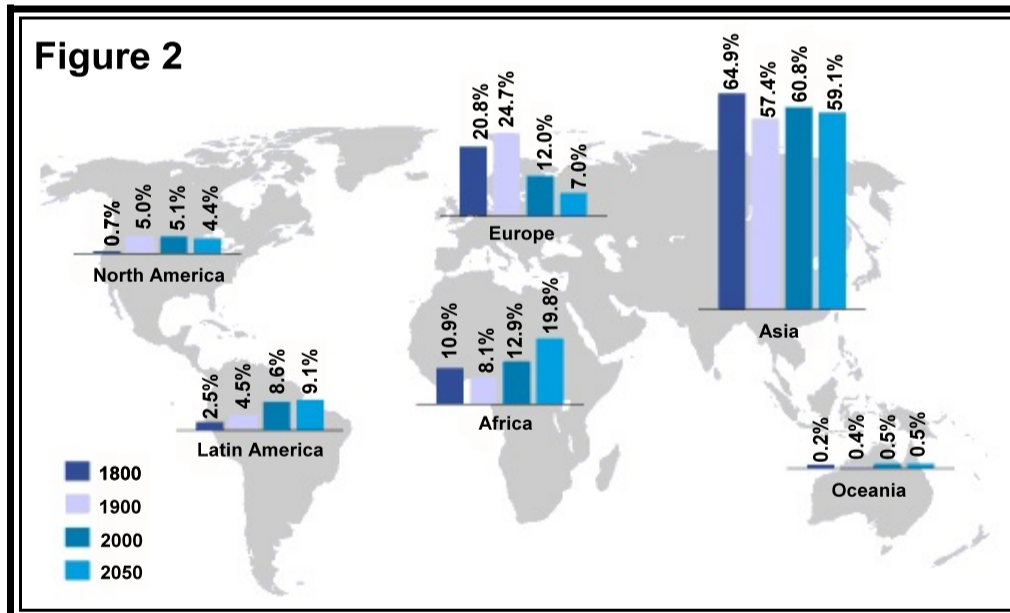 Figure 2
0.7% 5.0% 5.1% 4.4%
North America
20.8% 24.7% 12.0% 7.0%
Europe
64.9% 57.4% 60.8% 59.1%
Asia
2.5% 4.5% 8.6% 9.1%
Latin America
10.9% 8.1% 12.9% 19.8%
Africa
0.2% 0.4% 0.5% 0.5%
Oceania
1800
1900
2000
2050